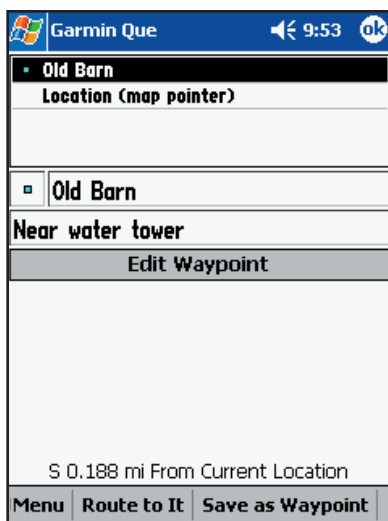 Garmin Que 9:53 ok
Old Barn
Location (map pointer)
Old Barn
Near water tower
Edit Waypoint
S 0.188 mi From Current Location
Menu Route to It Save as Waypoint